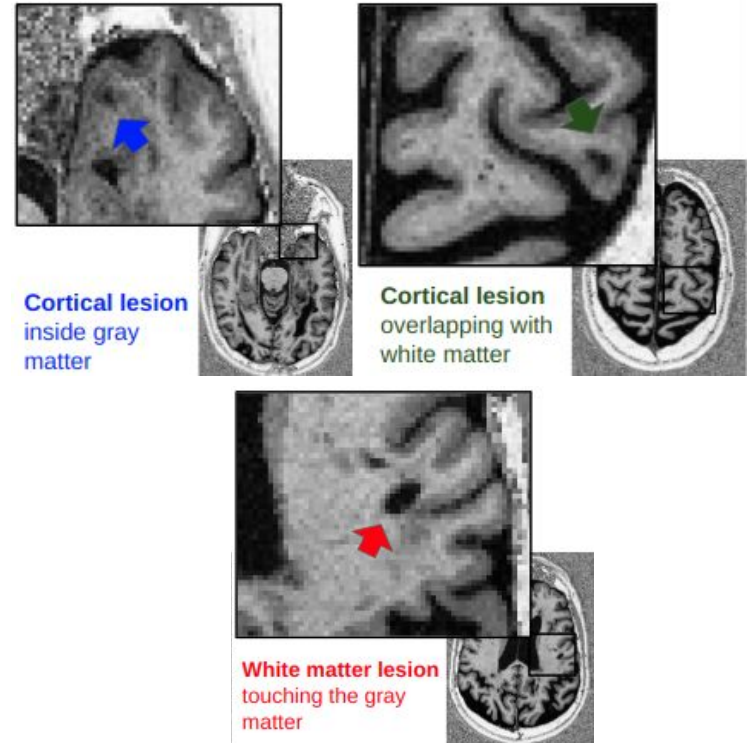 Cortical lesion
inside gray
matter
Cortical lesion
overlapping with
white matter
White matter lesion
touching the gray
matter